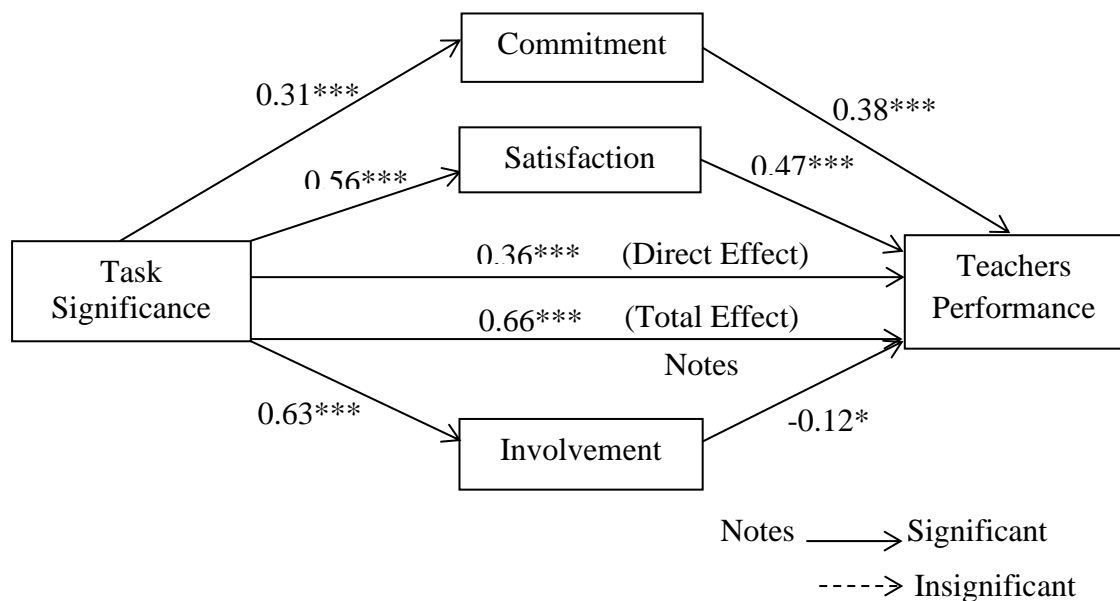 Commitment
0.31***
0.38***
Satisfaction
0.56***
0.47***
Task
Significance
0.36*** (Direct Effect)
Teachers
Performance
0.66*** (Total Effect)
Notes
0.63***
-0.12*
Involvement
Notes Significant
Insignificant